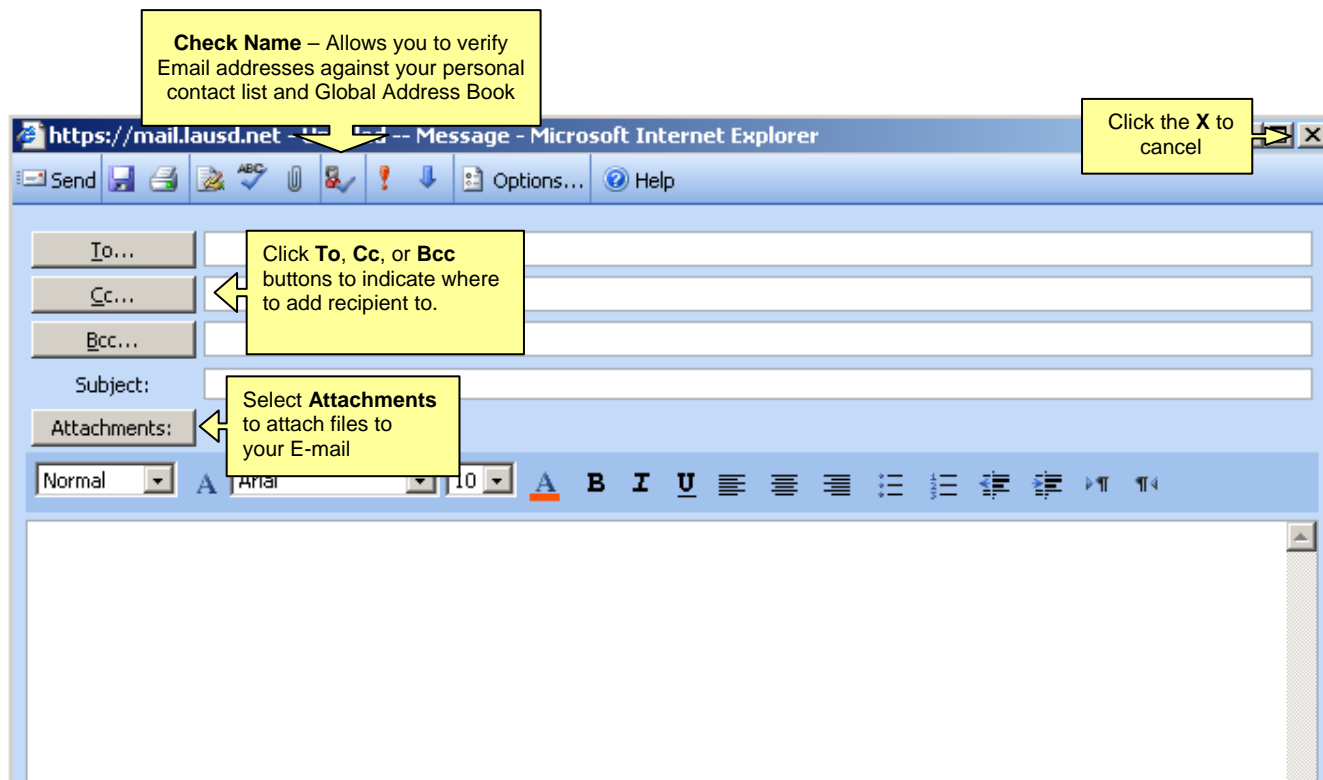 Check Name – Allows you to verify
Email addresses against your personal
contact list and Global Address Book
Click the X to
cancel
https://mail.lausd.net - -- Message - Microsoft Internet Explorer
Send ABC Options... Help
To...
Click To, Cc, or Bcc
buttons to indicate where
to add recipient to.
Cc...
Bcc...
Subject:
Select Attachments
to attach files to
your E-mail
Attachments:
Normal A Arial 10 A B I U